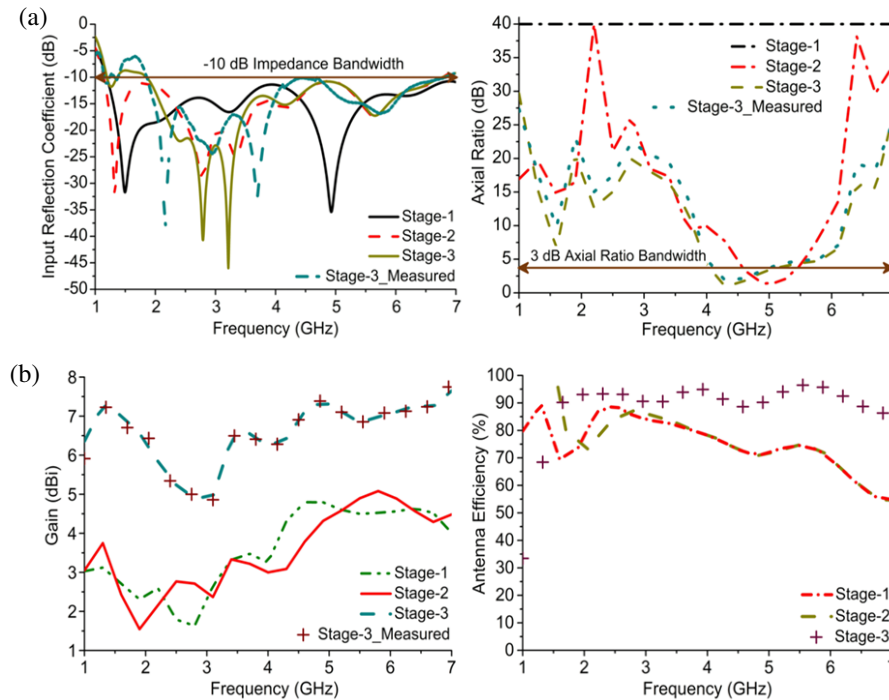 (a)
0
-5
-10
-15
-20
-25
-30
-35
-40
-45
-50
Input Reflection Coefficient (dB)
-10 dB Impedance Bandwidth
Stage-1
Stage-2
Stage-3
Stage-3_Measured
1 2 3 4 5 6 7
Frequency (GHz)
40
35
30
25
20
15
10
5
0
Axial Ratio (dB)
Stage-1
Stage-2
Stage-3
Stage-3_Measured
3 dB Axial Ratio Bandwidth
1 2 3 4 5 6 7
Frequency (GHz)
(b)
8
7
6
5
4
3
2
1
Gain (dBi)
Stage-1
Stage-2
Stage-3
Stage-3_Measured
1 2 3 4 5 6 7
Frequency (GHz)
100
90
80
70
60
50
40
30
20
10
0
Antenna Efficiency (%)
Stage-1
Stage-2
Stage-3
1 2 3 4 5 6 7
Frequency (GHz)